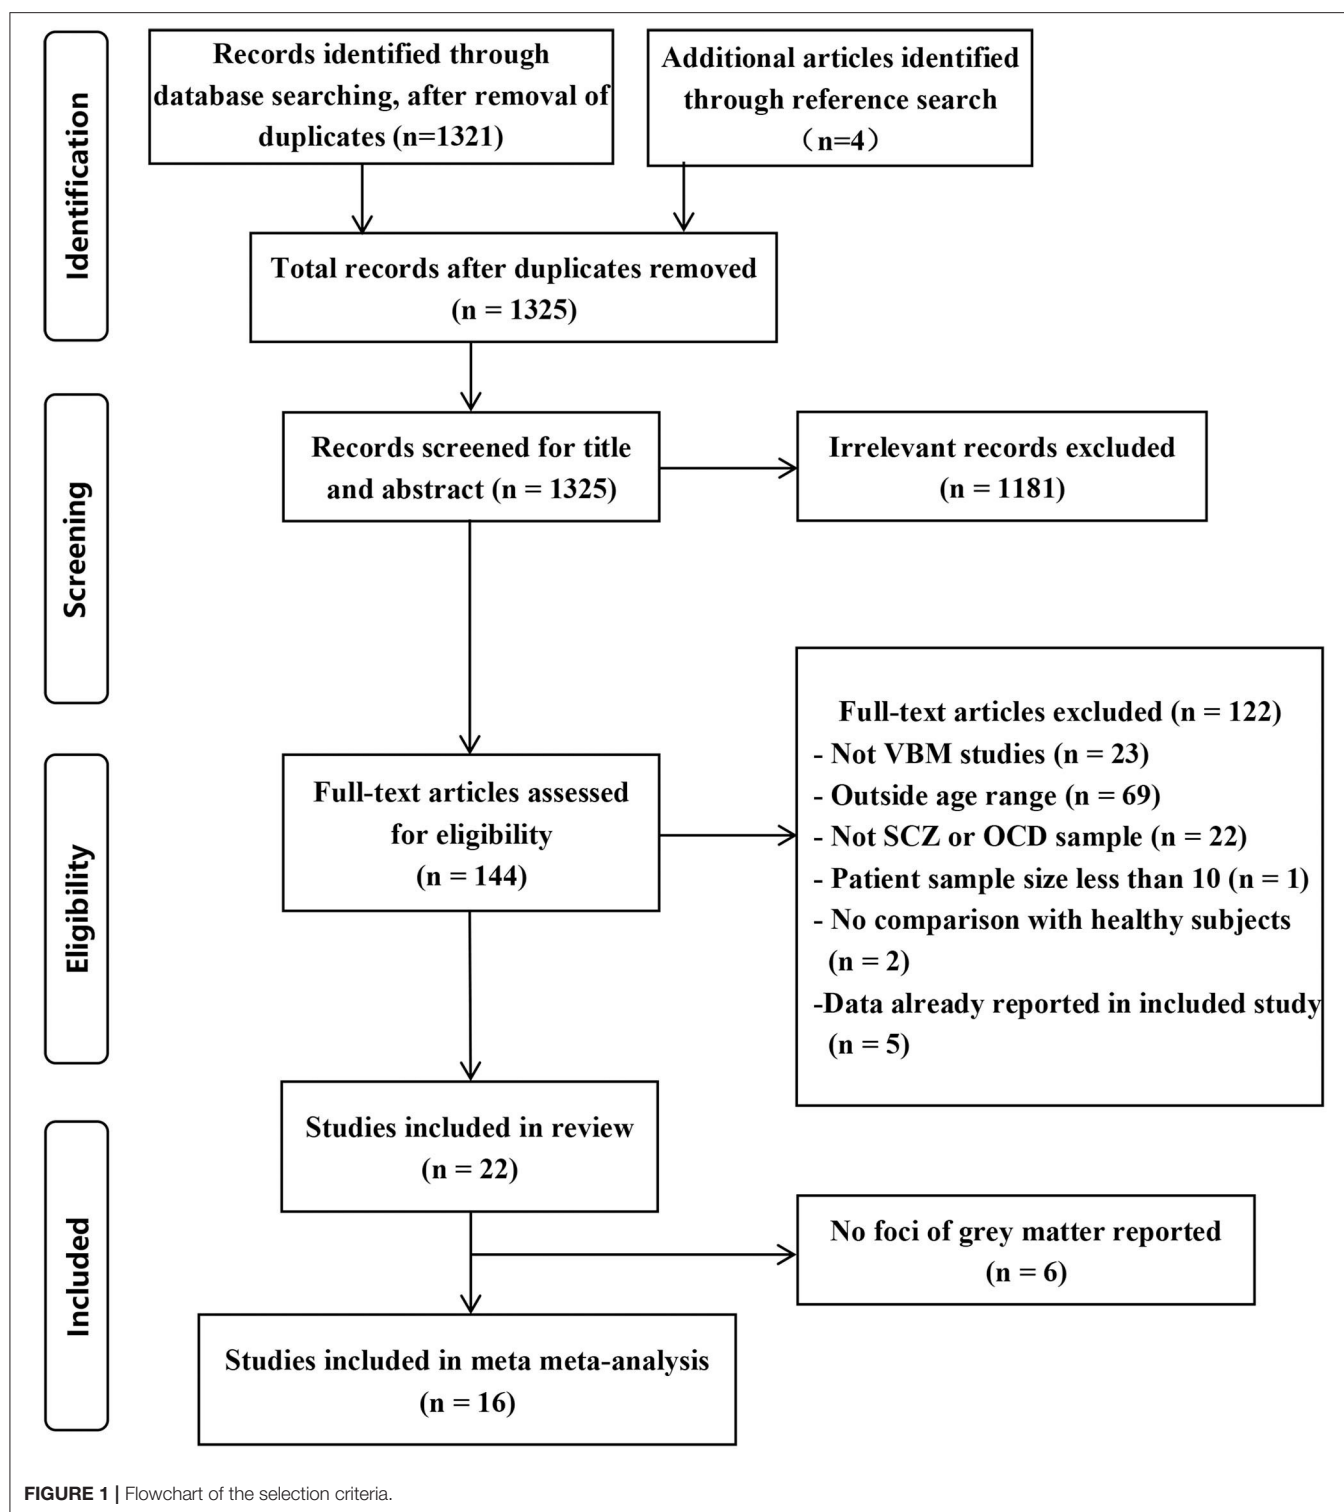 Identification
Records identified through
database searching, after removal of
duplicates (n=1321)
Additional articles identified
through reference search
（n=4）
Total records after duplicates removed
(n = 1325)
Screening
Records screened for title
and abstract (n = 1325)
Irrelevant records excluded
(n = 1181)
Eligibility
Full-text articles assessed
for eligibility
(n = 144)
Full-text articles excluded (n = 122)
- Not VBM studies (n = 23)
- Outside age range (n = 69)
- Not SCZ or OCD sample (n = 22)
- Patient sample size less than 10 (n = 1)
- No comparison with healthy subjects
(n = 2)
-Data already reported in included study
(n = 5)
Included
Studies included in review
(n = 22)
No foci of grey matter reported
(n = 6)
Studies included in meta meta-analysis
(n = 16)
FIGURE 1 | Flowchart of the selection criteria.